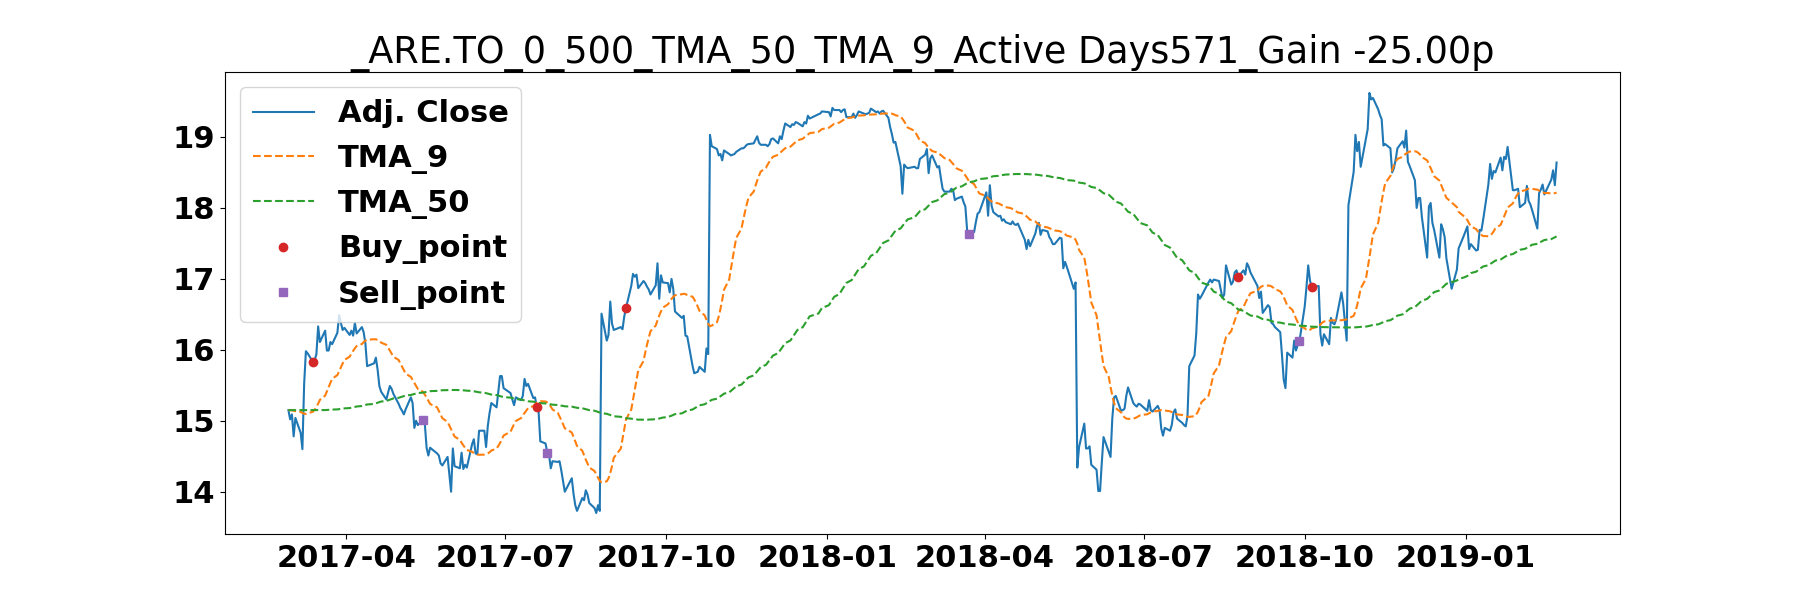 _ARE.TO_0_500_TMA_50_TMA_9_Active Days571_Gain -25.00p
Adj. Close
TMA_9
TMA_50
Buy_point
Sell_point
19
18
17
16
15
14
2017-04 2017-07 2017-10 2018-01 2018-04 2018-07 2018-10 2019-01